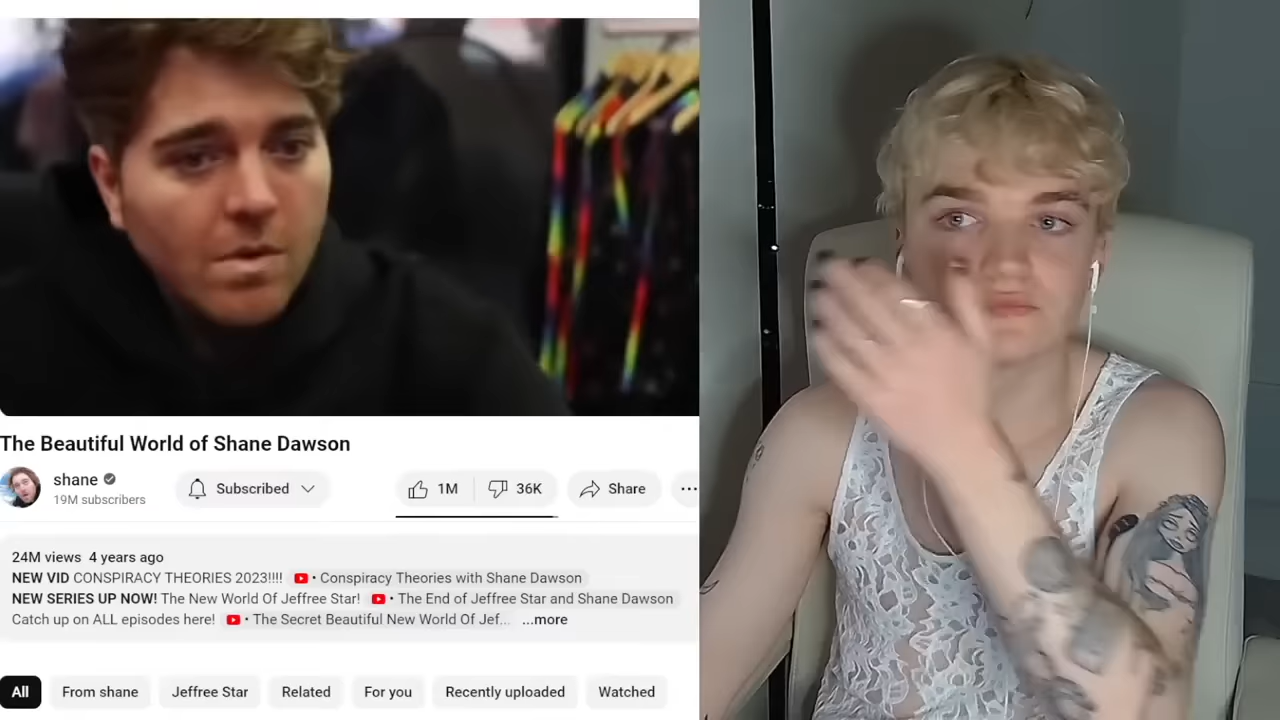 The Beautiful World of Shane Dawson
shane
19M subscribers
Subscribed
1M
36K
Share
24M views 4 years ago
NEW VID CONSPIRACY THEORIES 2023!!!! • Conspiracy Theories with Shane Dawson
NEW SERIES UP NOW! The New World Of Jeffree Star! • The End of Jeffree Star and Shane Dawson
Catch up on ALL episodes here! • The Secret Beautiful New World Of Jef... ...more
All From shane Jeffree Star Related For you Recently uploaded Watched